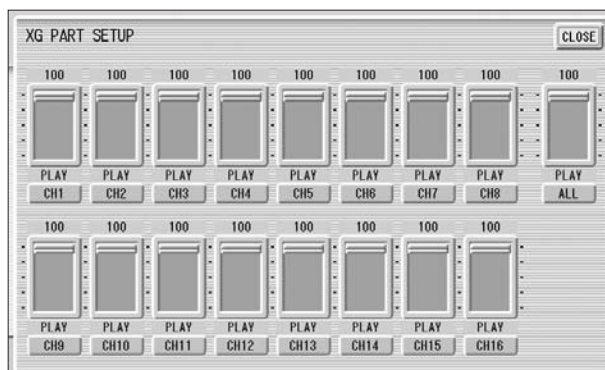 XG PART SETUP CLOSE
100 100 100 100 100 100 100 100 100
PLAY PLAY PLAY PLAY PLAY PLAY PLAY PLAY PLAY
CH1 CH2 CH3 CH4 CH5 CH6 CH7 CH8 ALL
100 100 100 100 100 100 100 100
PLAY PLAY PLAY PLAY PLAY PLAY PLAY PLAY
CH9 CH10 CH11 CH12 CH13 CH14 CH15 CH16